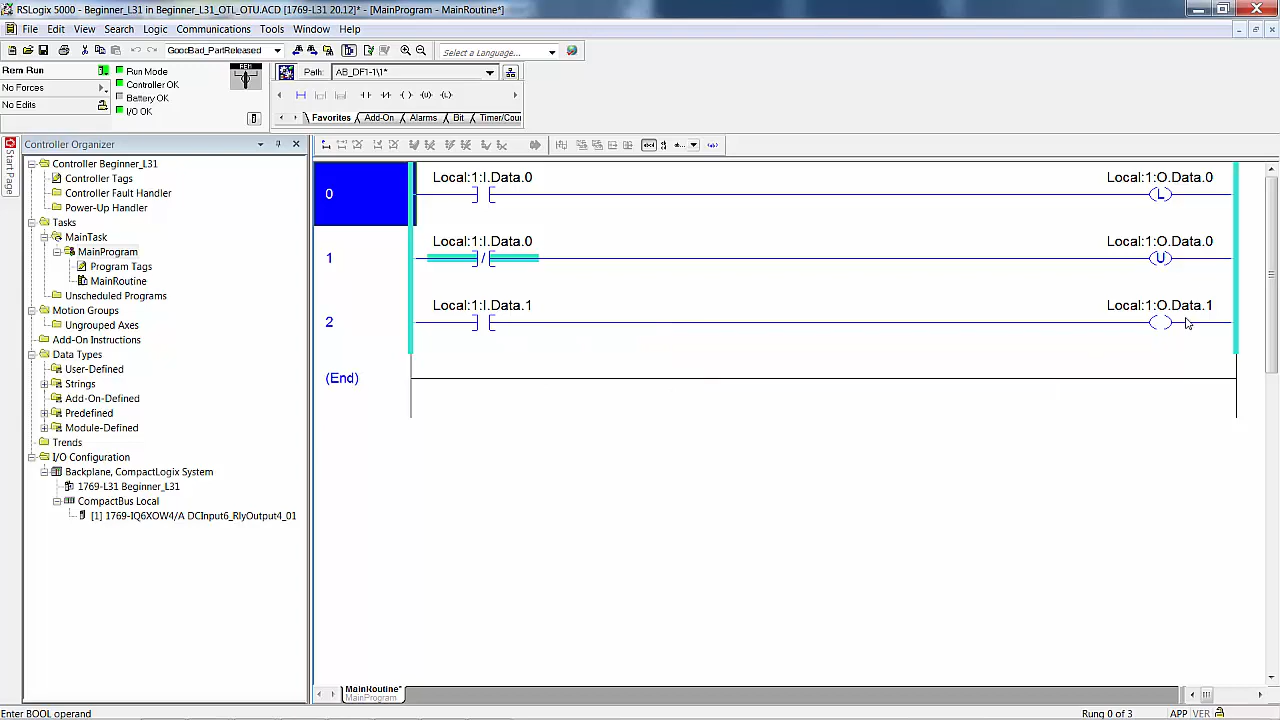 RSLogix 5000 - Beginner_L31 in Beginner_L31_OTL_OTU.ACD [1769-L31 20.12]* - [MainProgram - MainRoutine*]
File Edit View Search Logic Communications Tools Window Help
GoodBad_PartReleased
Select a Language...
Rem Run
No Forces
No Edits
Run Mode
Controller OK
Battery OK
I/O OK
REM
Path: AB_DF1-1\1*
Favorites Add-On Alarms Bit Timer/Cou
Start Page
Controller Organizer
Controller Beginner_L31
Controller Tags
Controller Fault Handler
Power-Up Handler
Tasks
MainTask
MainProgram
Program Tags
MainRoutine
Unscheduled Programs
Motion Groups
Ungrouped Axes
Add-On Instructions
Data Types
User-Defined
Strings
Add-On-Defined
Predefined
Module-Defined
Trends
I/O Configuration
Backplane, CompactLogix System
1769-L31 Beginner_L31
CompactBus Local
[1] 1769-IQ6XOW4/A DCInput6_RlyOutput4_01
Local:1:I.Data.0 Local:1:O.Data.0
0 L
Local:1:I.Data.0 Local:1:O.Data.0
1 / U
Local:1:I.Data.1 Local:1:O.Data.1
2
(End)
MainRoutine*
MainProgram
Enter BOOL operand
Rung 0 of 3 APP VER